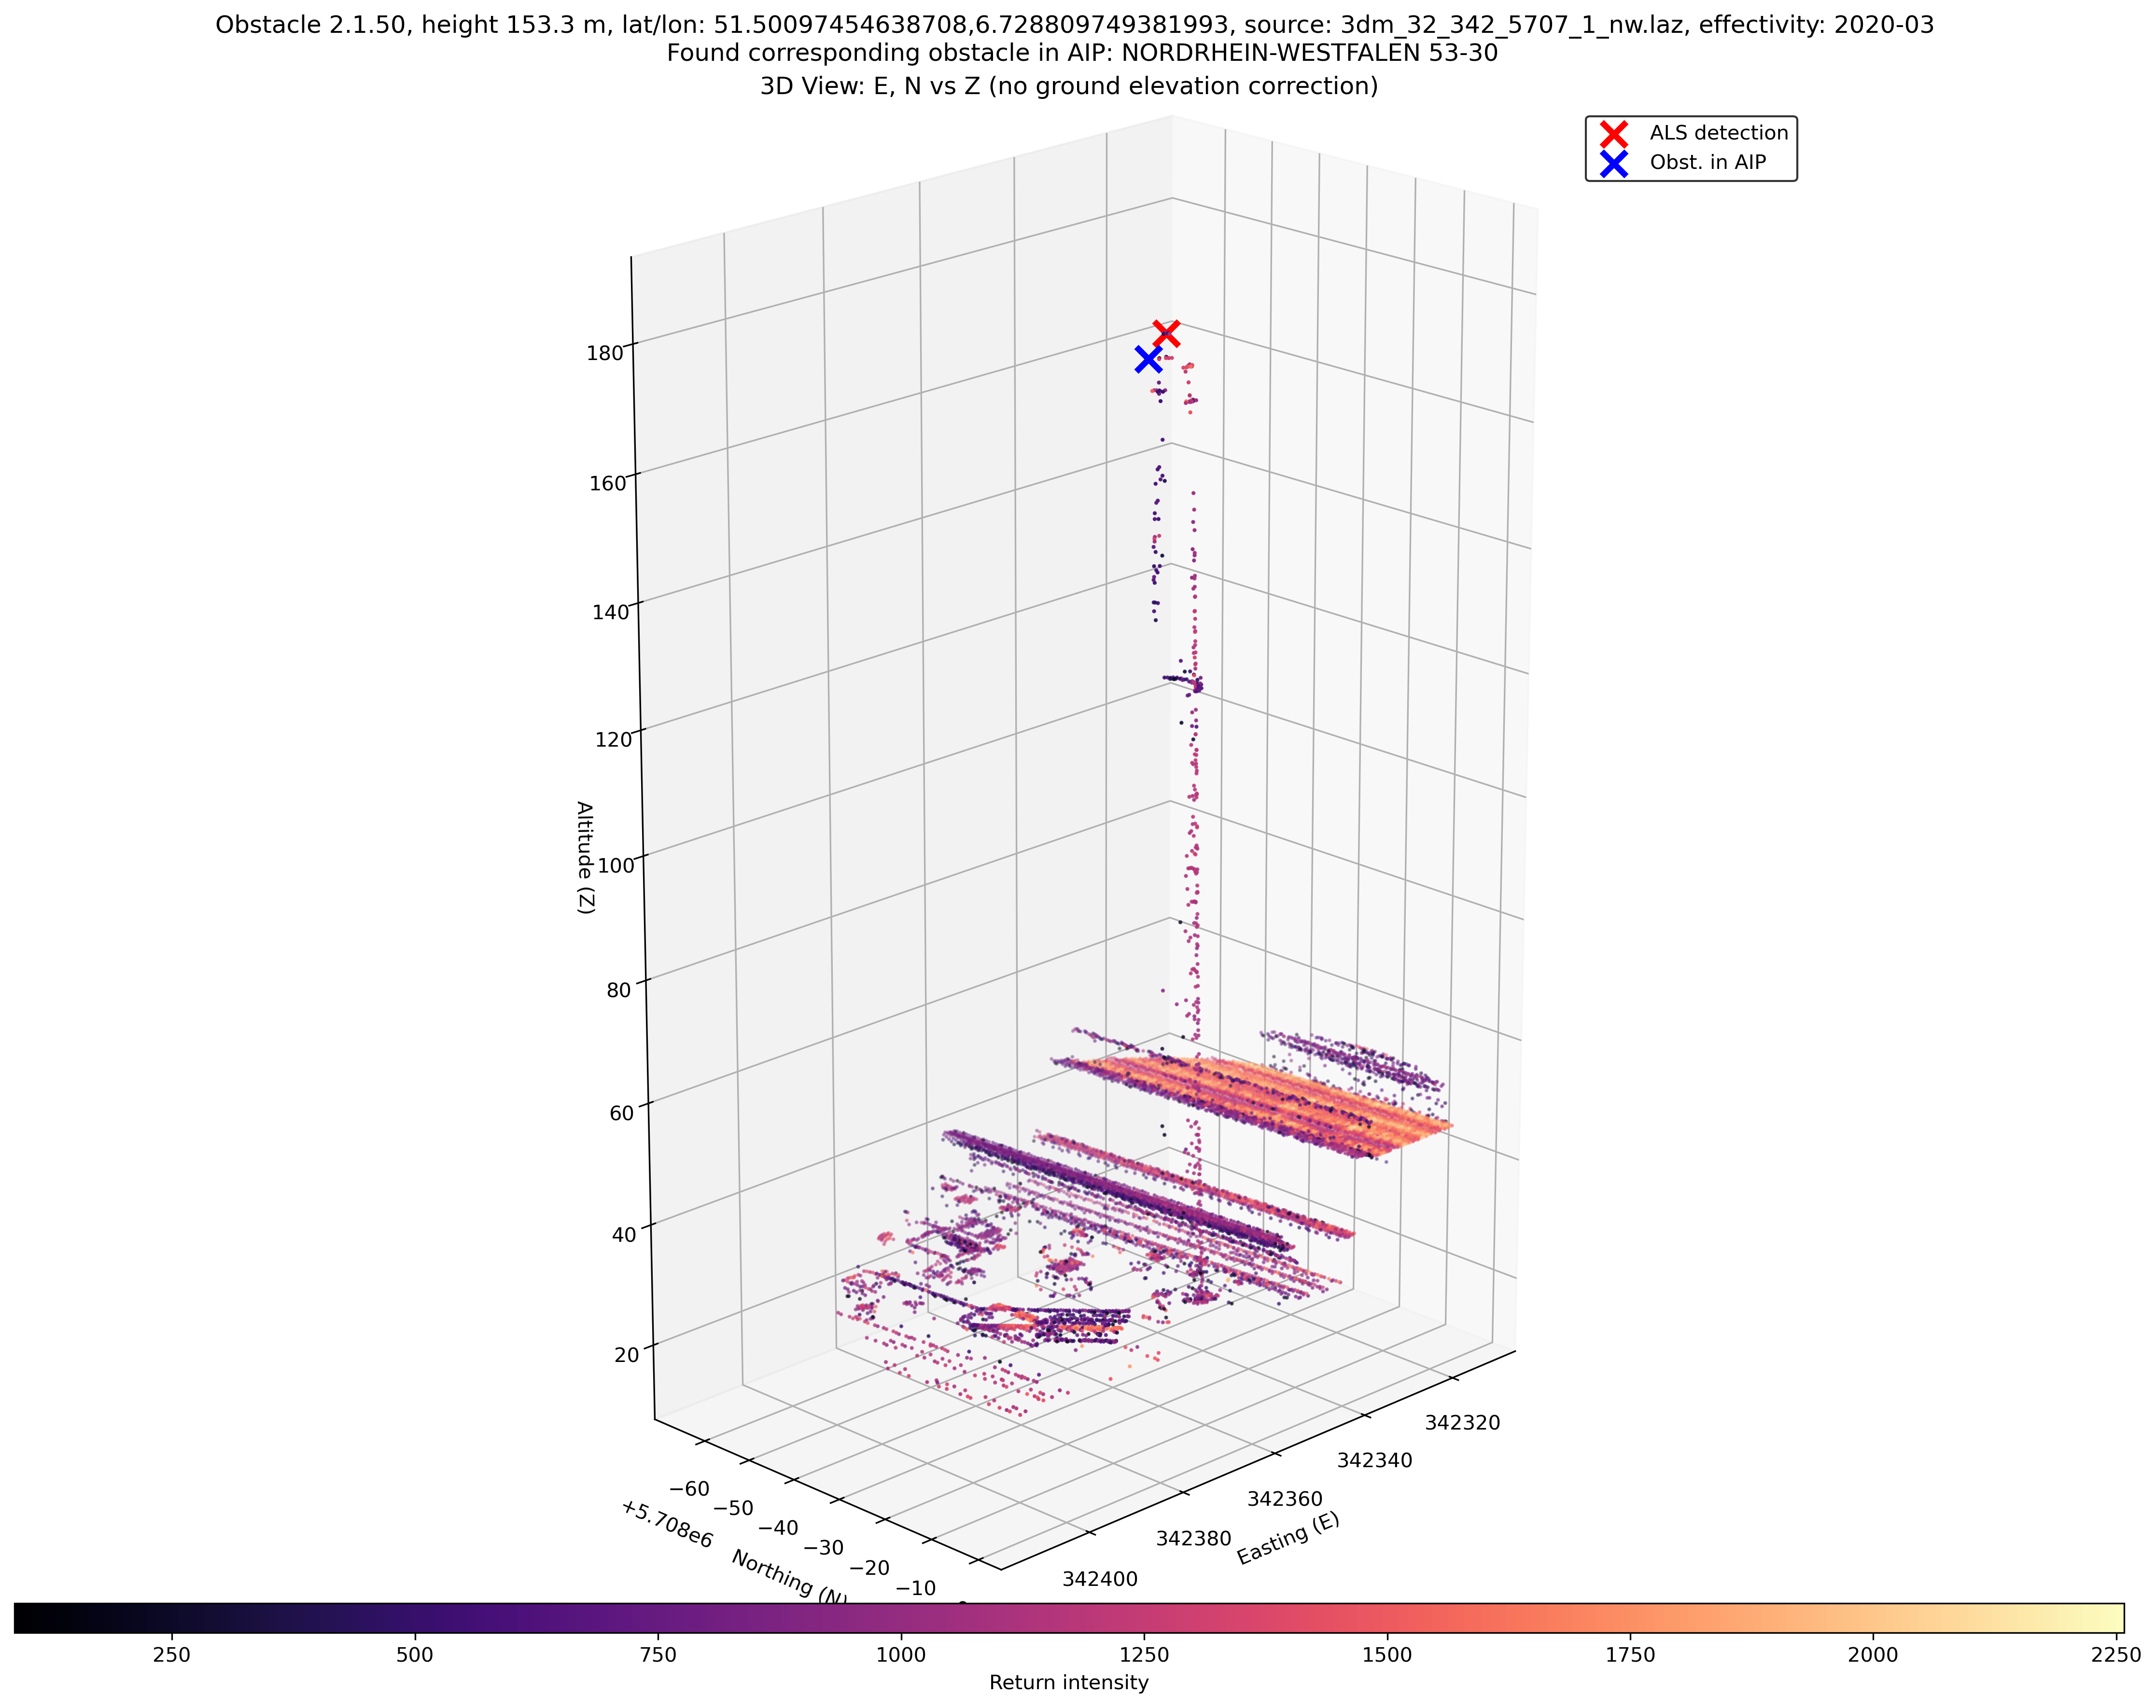 Obstacle 2.1.50, height 153.3 m, lat/lon: 51.50097454638708,6.728809749381993, source: 3dm_32_342_5707_1_nw.laz, effectivity: 2020-03
Found corresponding obstacle in AIP: NORDRHEIN-WESTFALEN 53-30
3D View: E, N vs Z (no ground elevation correction)
ALS detection
Obst. in AIP
180
160
140
120
100
80
60
40
20
Altitude (Z)
−60
−50
−40
−30
−20
−10
+5.708e6
Northing (N)
342320
342340
342360
342380
342400
Easting (E)
250
500
750
1000
1250
1500
1750
2000
2250
Return intensity